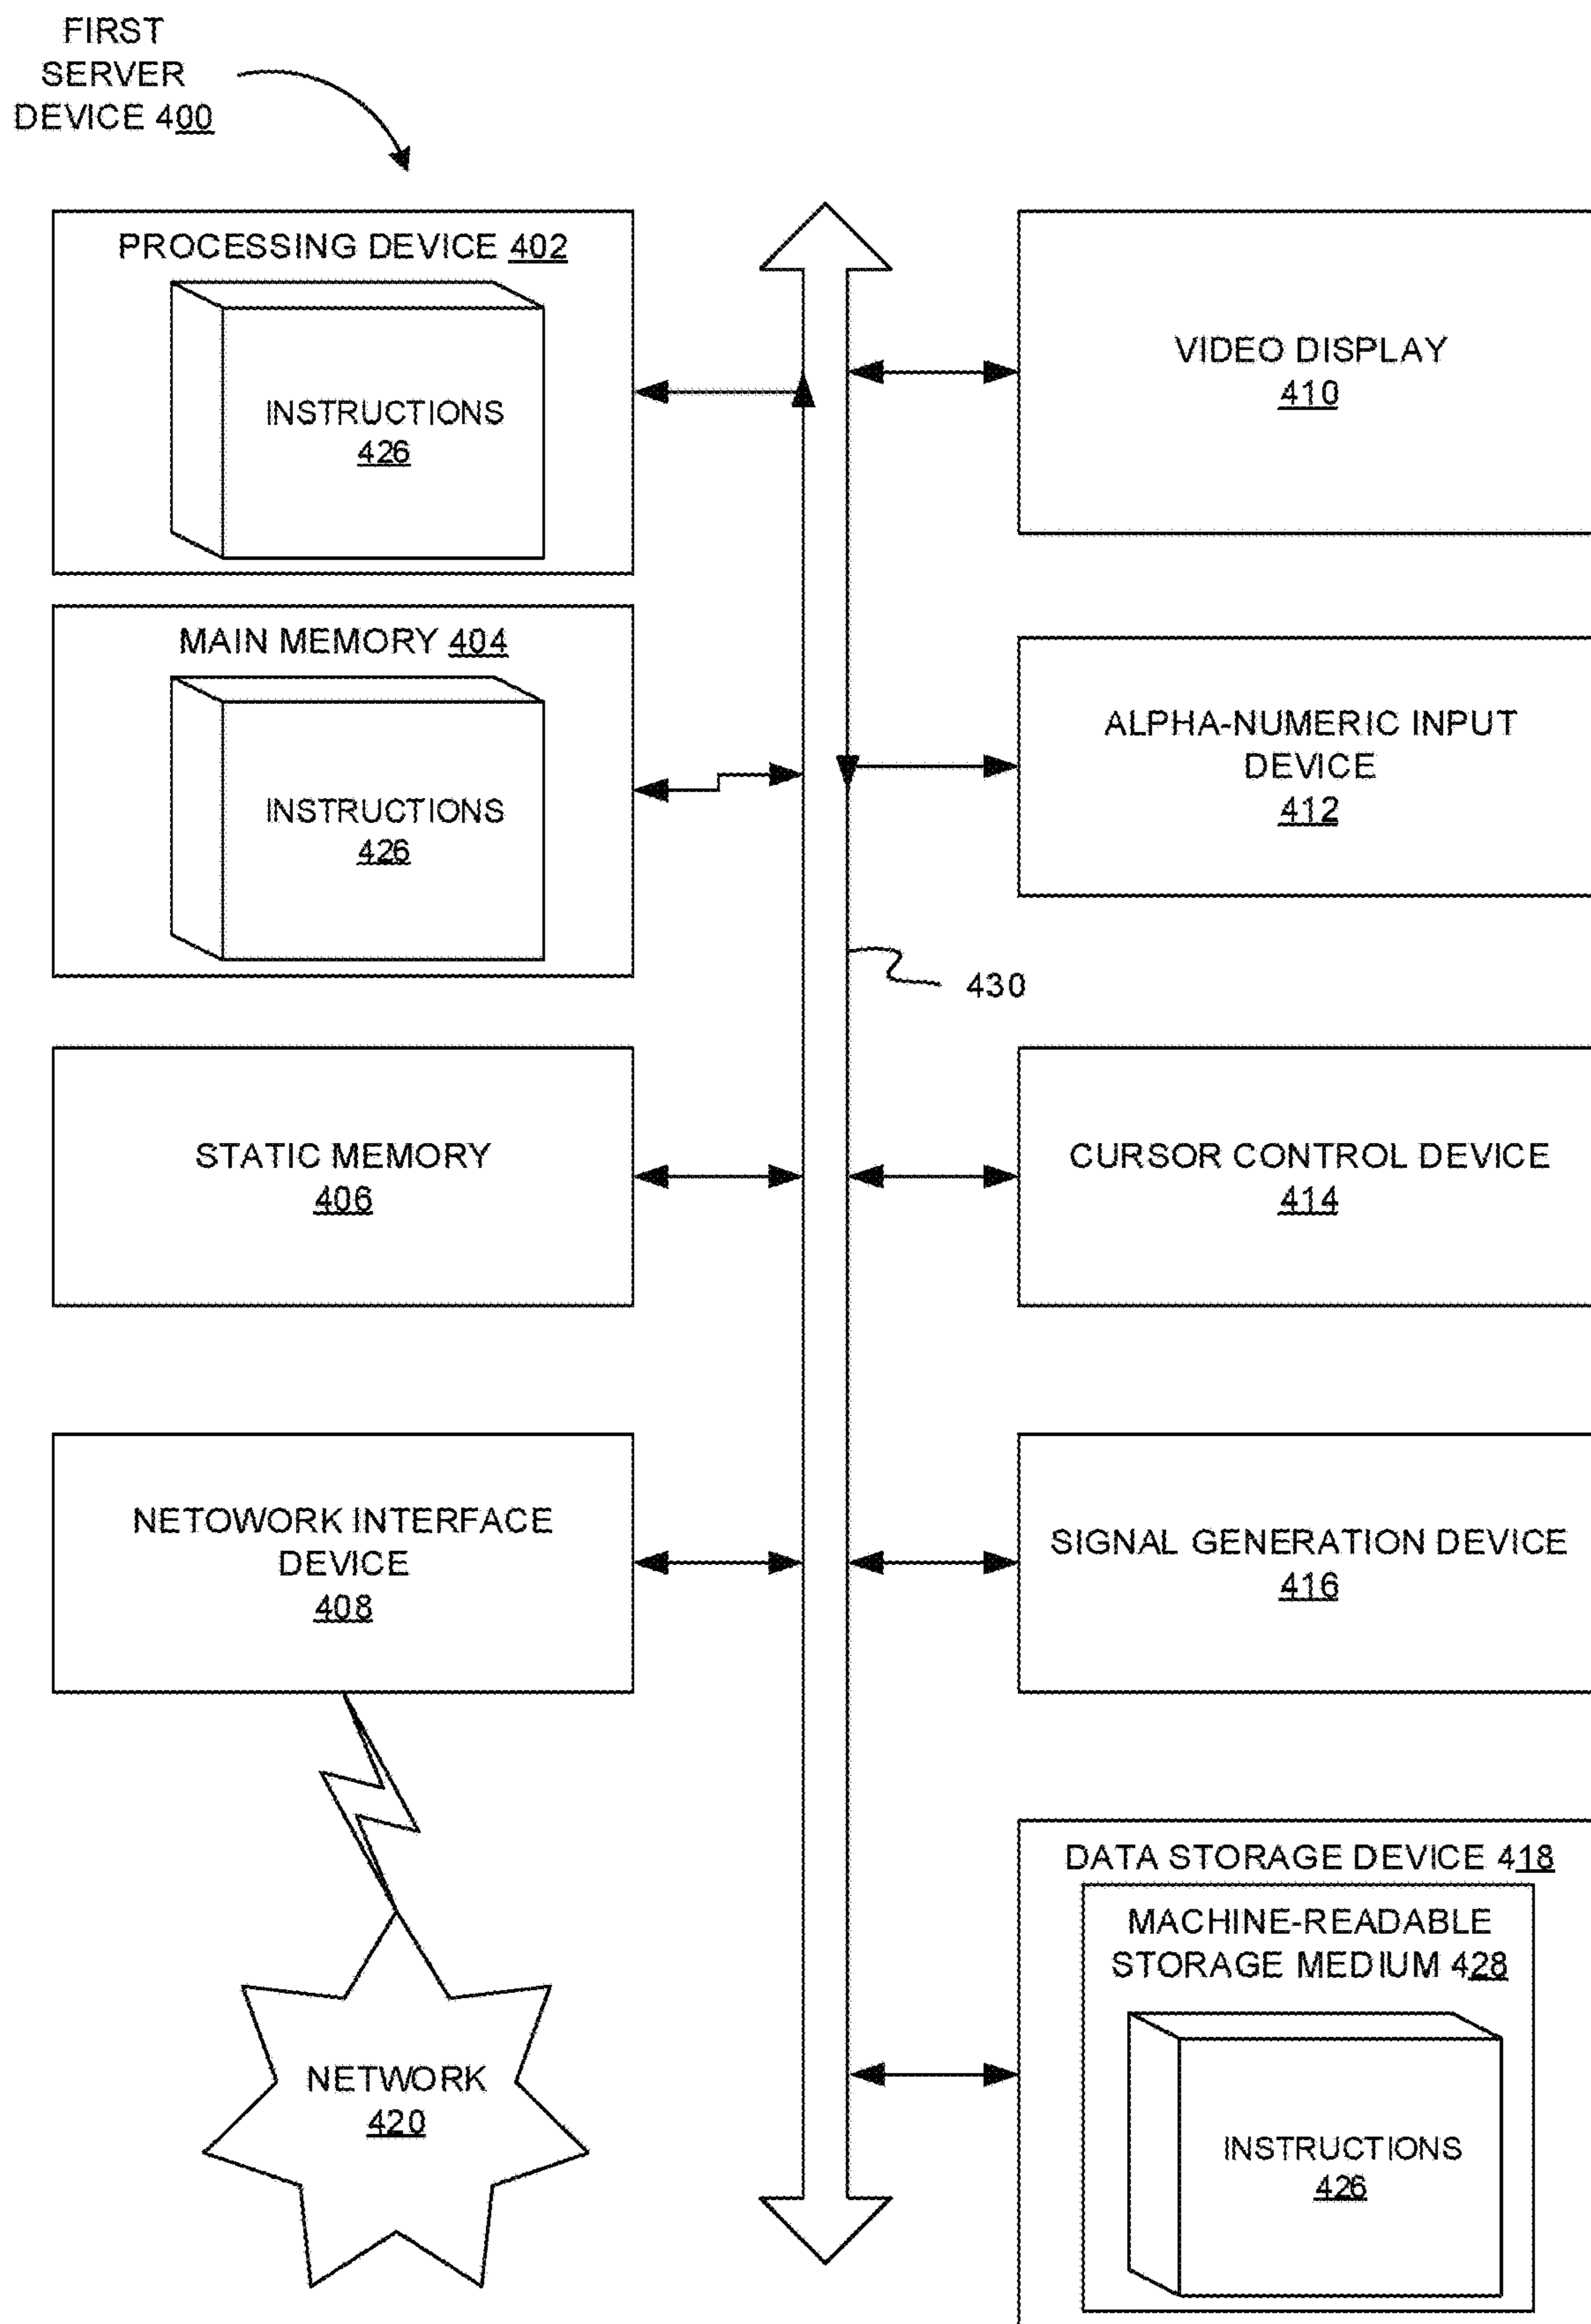 FIRST
SERVER
DEVICE 400
PROCESSING DEVICE 402
INSTRUCTIONS
426
MAIN MEMORY 404
INSTRUCTIONS
426
STATIC MEMORY
406
NETOWORK INTERFACE
DEVICE
408
NETWORK
420
VIDEO DISPLAY
410
ALPHA-NUMERIC INPUT
DEVICE
412
430
CURSOR CONTROL DEVICE
414
SIGNAL GENERATION DEVICE
416
DATA STORAGE DEVICE 418
MACHINE-READABLE
STORAGE MEDIUM 428
INSTRUCTIONS
426